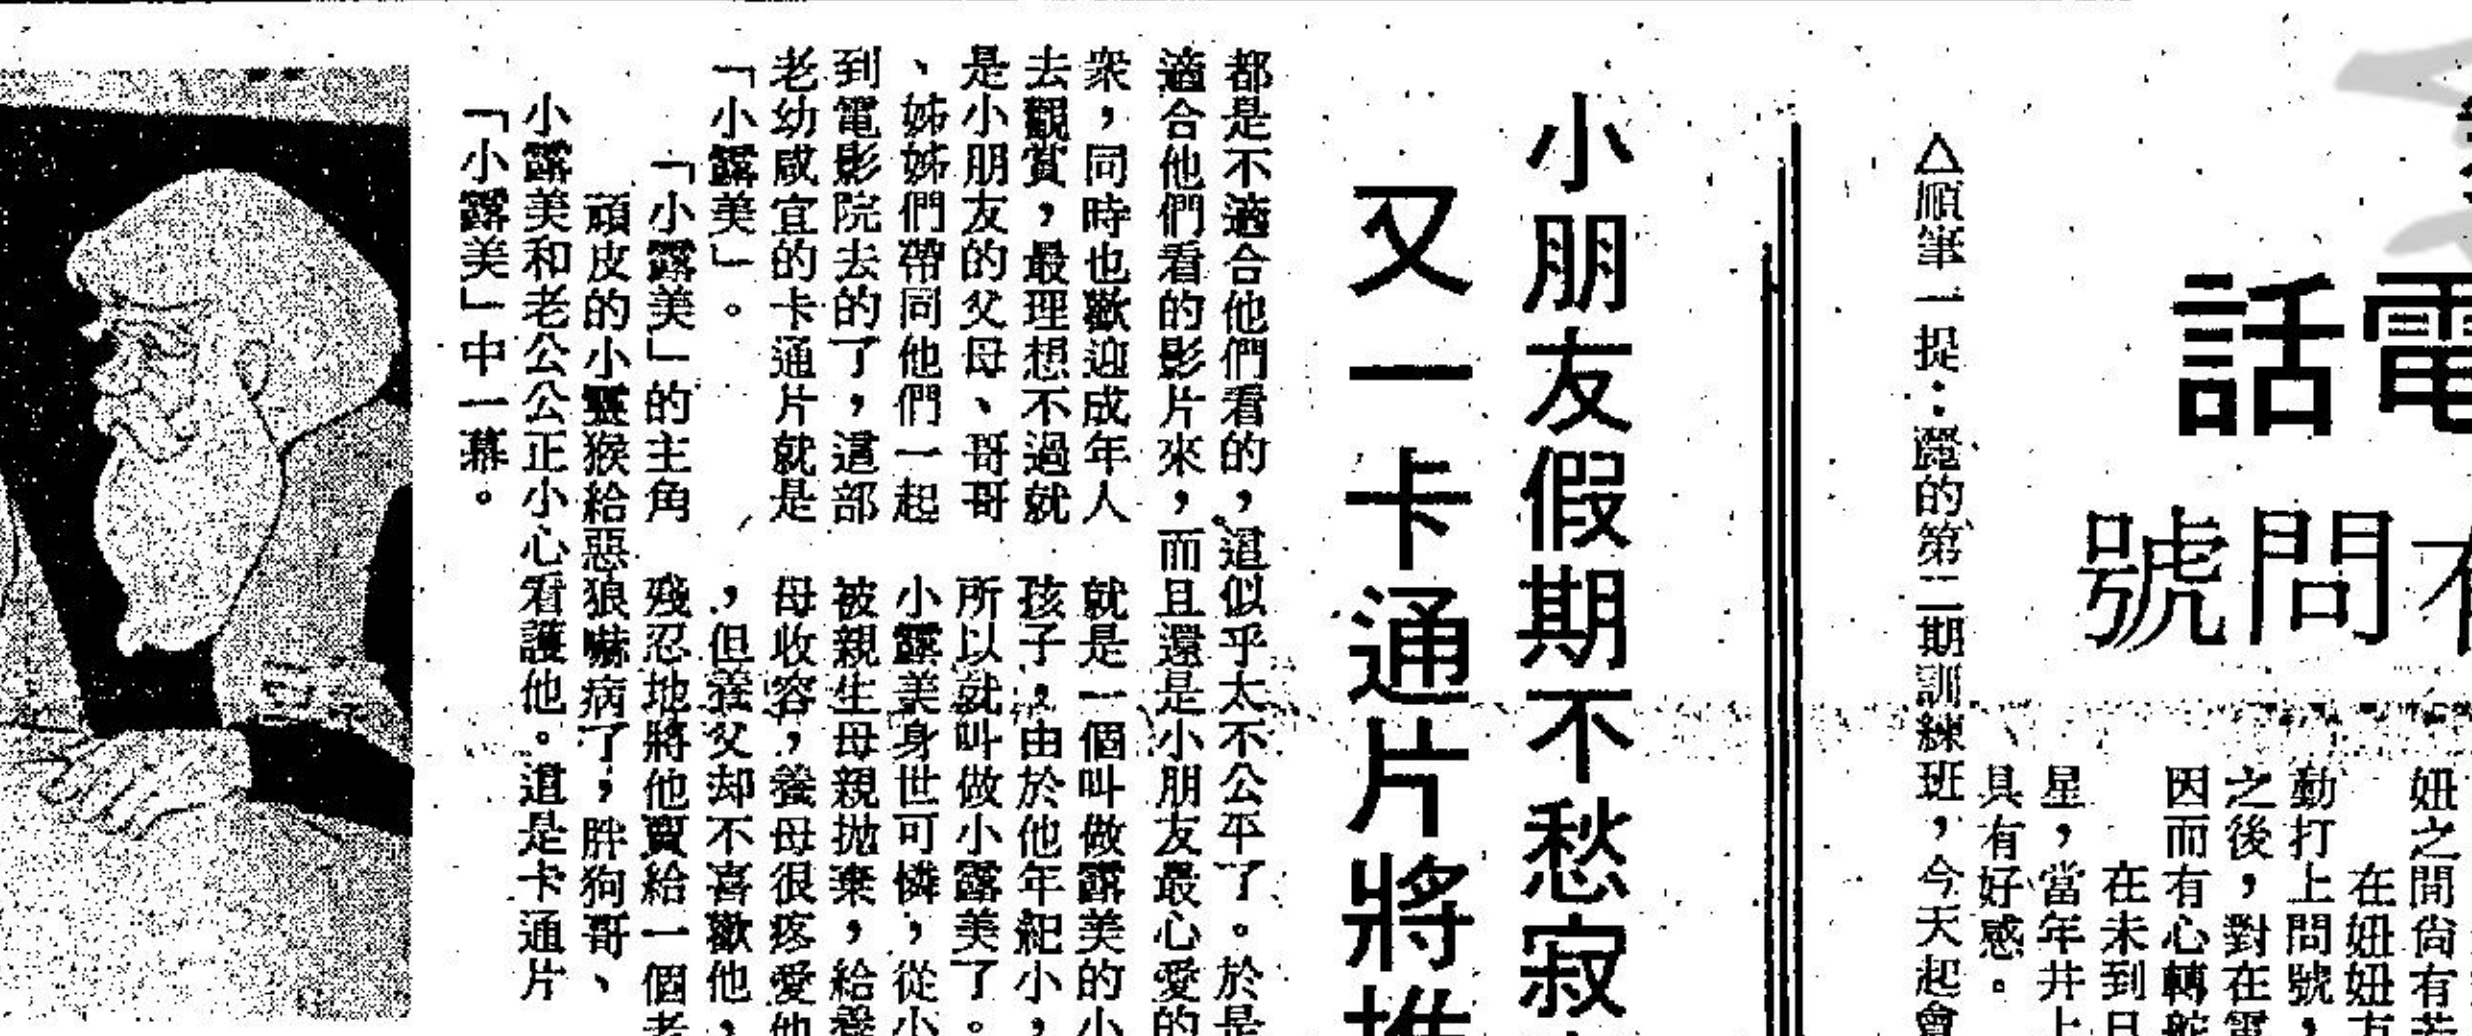 電話
問號
妞之間尙有若
在妞妞有
動打上問號，
之後，對在電
因而有心轉舵
在未到日
星，當年井上
具有好感。
△順筆一提：麗的第二期訓練班，今天起會
小朋友假期不愁寂
又一卡通片將推
都是不適合他們看的，這似乎太不公平了。於是
適合他們看的影片來，而且還是小朋友最心愛的
衆，同時也歡迎成年人
去觀賞，最理想不過就
是小朋友的父母、哥哥
、姊姊們帶同他們一起
到電影院去的了，這部
老幼咸宜的卡通片就是
「小露美」。
「小露美」的主角
就是一個叫做露美的小
孩子，由於他年紀小，
所以就叫做小露美了。
小露美身世可憐，從小
被親生母親拋棄，給養
母收容，養母很疼愛他
，但養父却不喜歡他，
殘忍地將他賣給一個老
頑皮的小靈猴給惡狼嚇病了，胖狗哥、
小露美和老公公正小心看護他。這是卡通片
「小露美」中一幕。